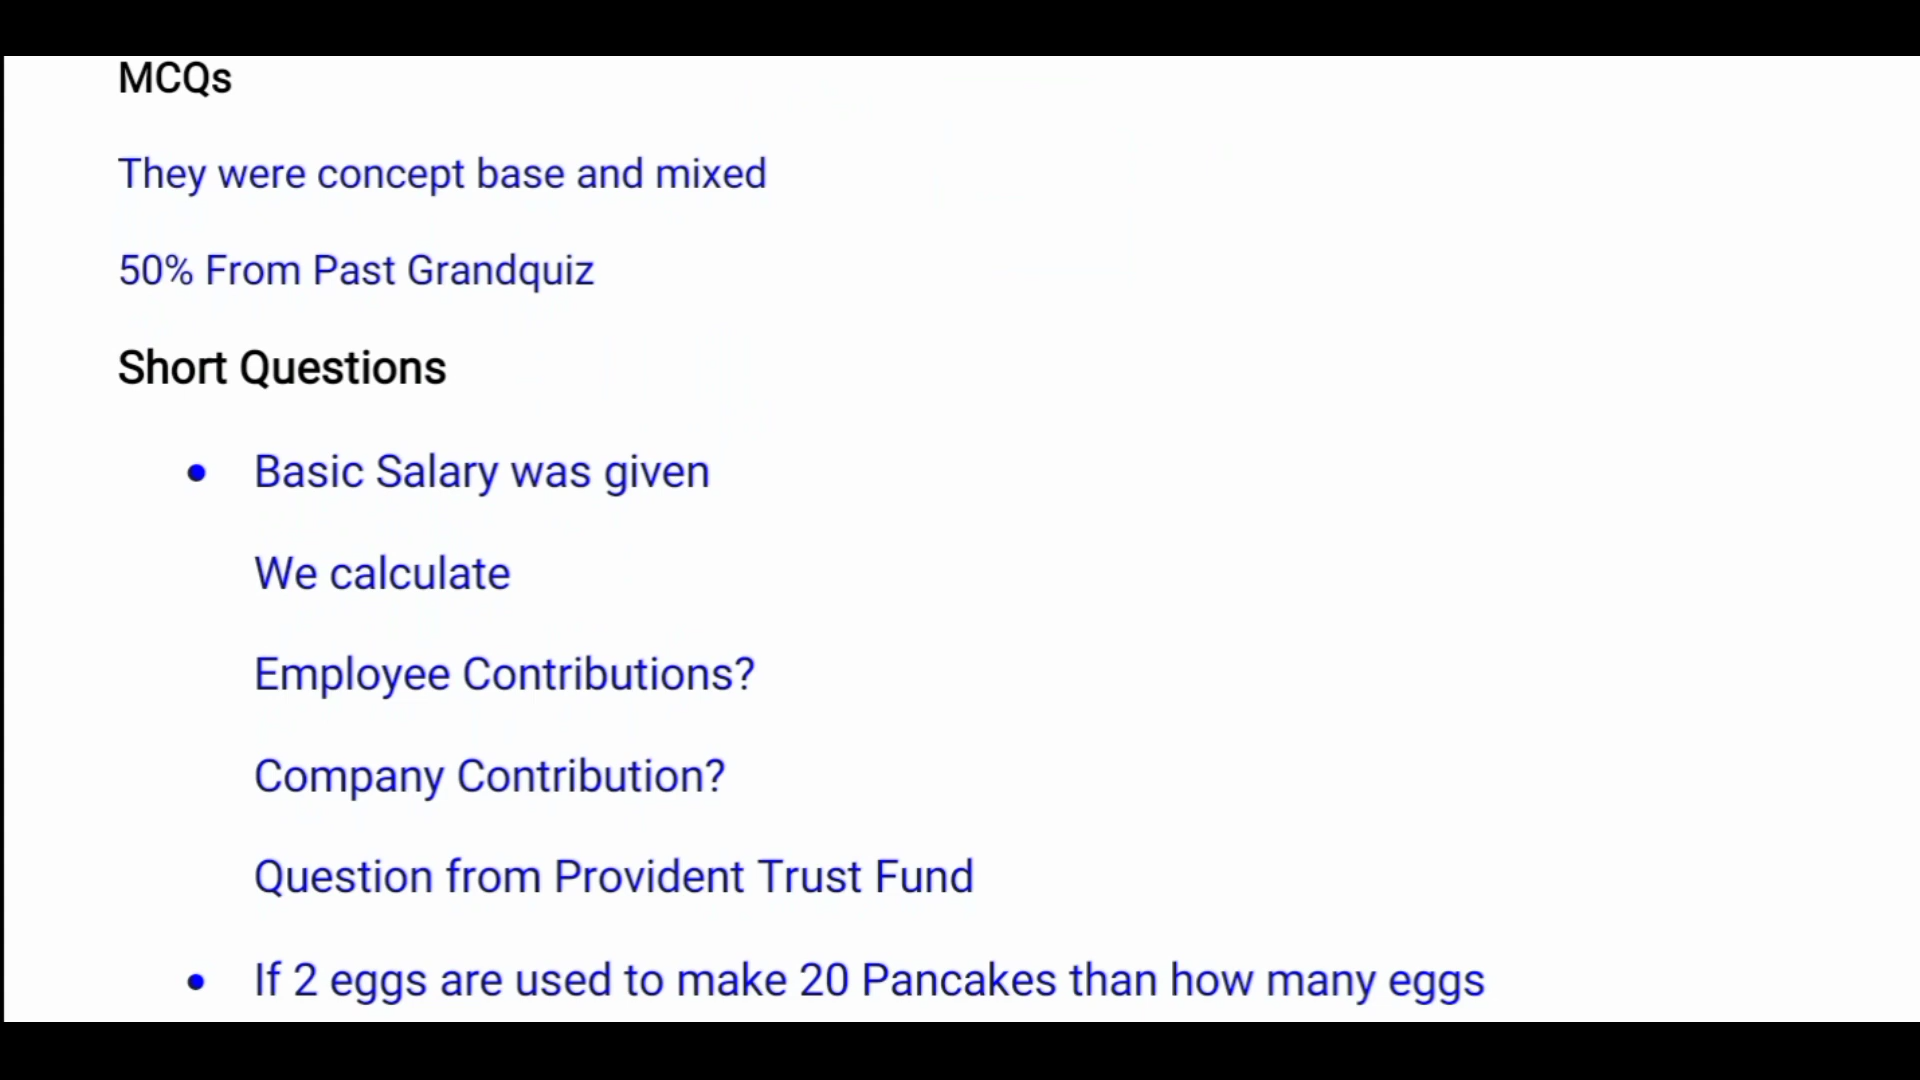 MCQs
They were concept base and mixed
50% From Past Grandquiz
Short Questions
• Basic Salary was given
We calculate
Employee Contributions?
Company Contribution?
Question from Provident Trust Fund
• If 2 eggs are used to make 20 Pancakes than how many eggs